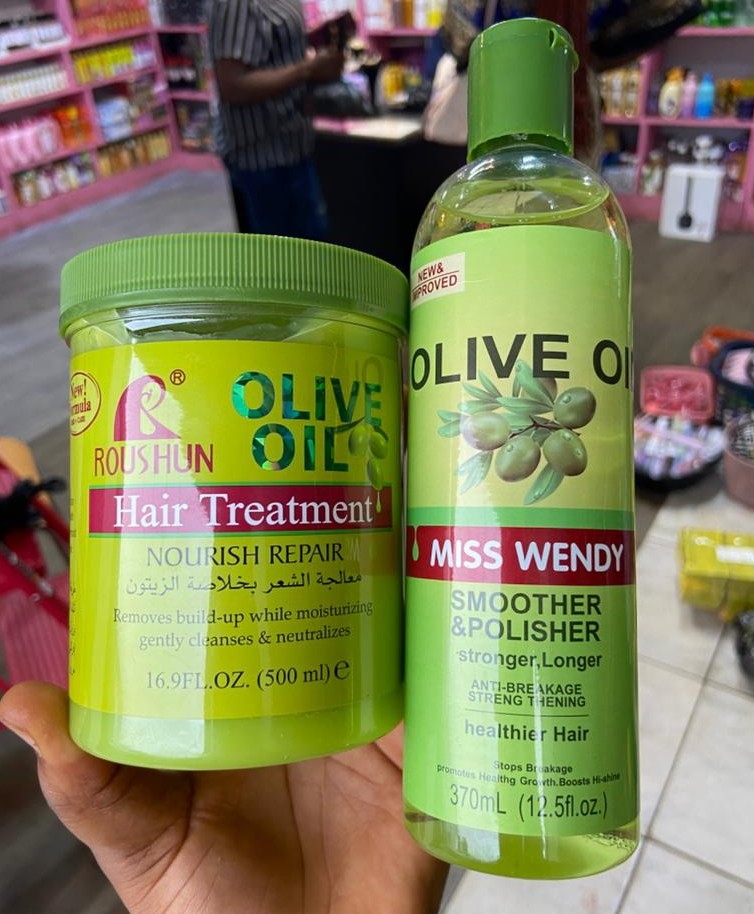 New!
Formula
®
ROUSHUN
OLIVE
OIL
Hair Treatment
NOURISH REPAIR
معالجة الشعر بخلاصة الزيتون
Removes build-up while moisturizing
gently cleanses & neutralizes
16.9FL.OZ. (500 ml) e
NEW&
IMPROVED
OLIVE OI
MISS WENDY
SMOOTHER
&POLISHER
stronger,Longer
ANTI-BREAKAGE
STRENG THENING
healthier Hair
Stops Breakage
promotes Healthg Growth.Boosts Hi-shine
370mL (12.5fl.oz.)